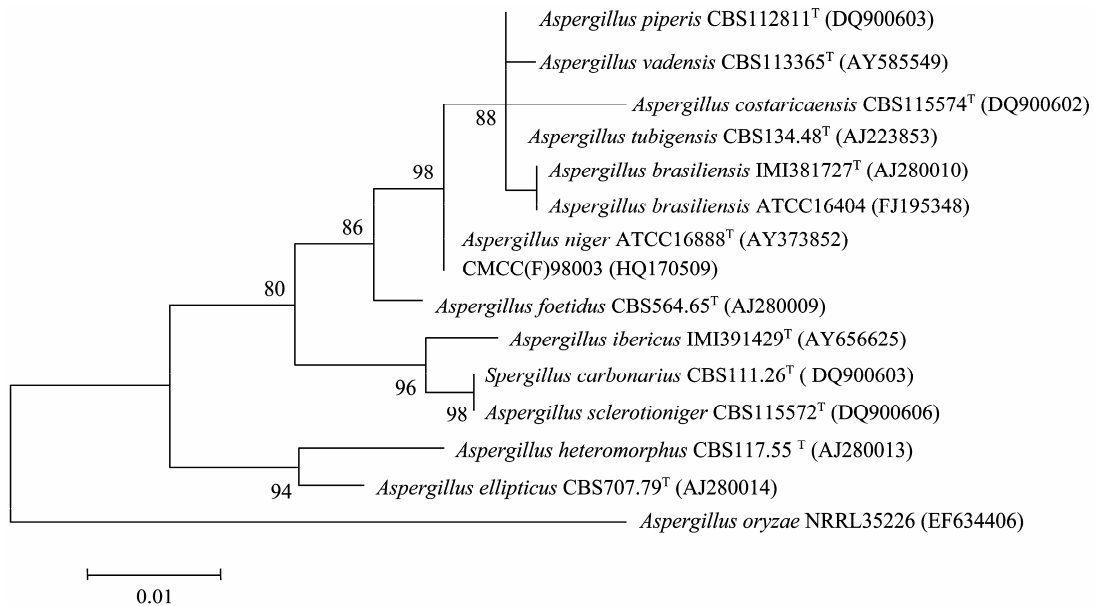 Aspergillus piperis CBS112811ᵀ (DQ900603)
Aspergillus vadensis CBS113365ᵀ (AY585549)
Aspergillus costaricaensis CBS115574ᵀ (DQ900602)
88
Aspergillus tubigensis CBS134.48ᵀ (AJ223853)
98
Aspergillus brasiliensis IMI381727ᵀ (AJ280010)
Aspergillus brasiliensis ATCC16404 (FJ195348)
86
Aspergillus niger ATCC16888ᵀ (AY373852)
CMCC(F)98003 (HQ170509)
80
Aspergillus foetidus CBS564.65ᵀ (AJ280009)
Aspergillus ibericus IMI391429ᵀ (AY656625)
96
Spergillus carbonarius CBS111.26ᵀ ( DQ900603)
98
Aspergillus sclerotioniger CBS115572ᵀ (DQ900606)
Aspergillus heteromorphus CBS117.55 ᵀ (AJ280013)
94
Aspergillus ellipticus CBS707.79ᵀ (AJ280014)
Aspergillus oryzae NRRL35226 (EF634406)
0.01